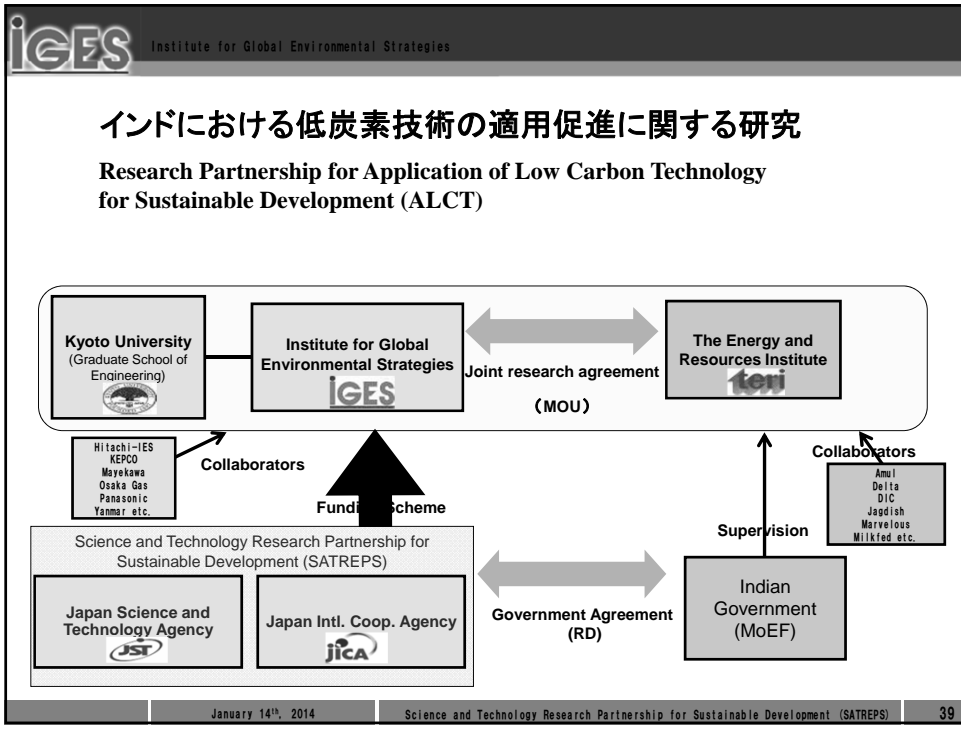 iGES
Institute for Global Environmental Strategies
インドにおける低炭素技術の適用促進に関する研究
Research Partnership for Application of Low Carbon Technology
for Sustainable Development (ALCT)
Kyoto University
(Graduate School of
Engineering)
Institute for Global
Environmental Strategies
iGES
Joint research agreement
（MOU）
The Energy and
Resources Institute
teri
Hitachi-IES
KEPCO
Mayekawa
Osaka Gas
Panasonic
Yanmar etc.
Collaborators
Funding Scheme
Collaborators
Amul
Delta
DIC
Jagdish
Marvelous
Milkfed etc.
Supervision
Science and Technology Research Partnership for
Sustainable Development (SATREPS)
Japan Science and
Technology Agency
JST
Japan Intl. Coop. Agency
jICA
Government Agreement
(RD)
Indian
Government
(MoEF)
January 14th, 2014
Science and Technology Research Partnership for Sustainable Development (SATREPS)
39